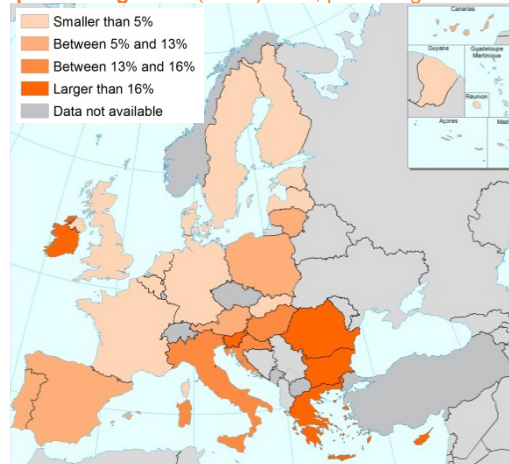 Smaller than 5%
Between 5% and 13%
Between 13% and 16%
Larger than 16%
Data not available
Canarias
Guyane
Guadeloupe
Martinique
Réunion
Açores